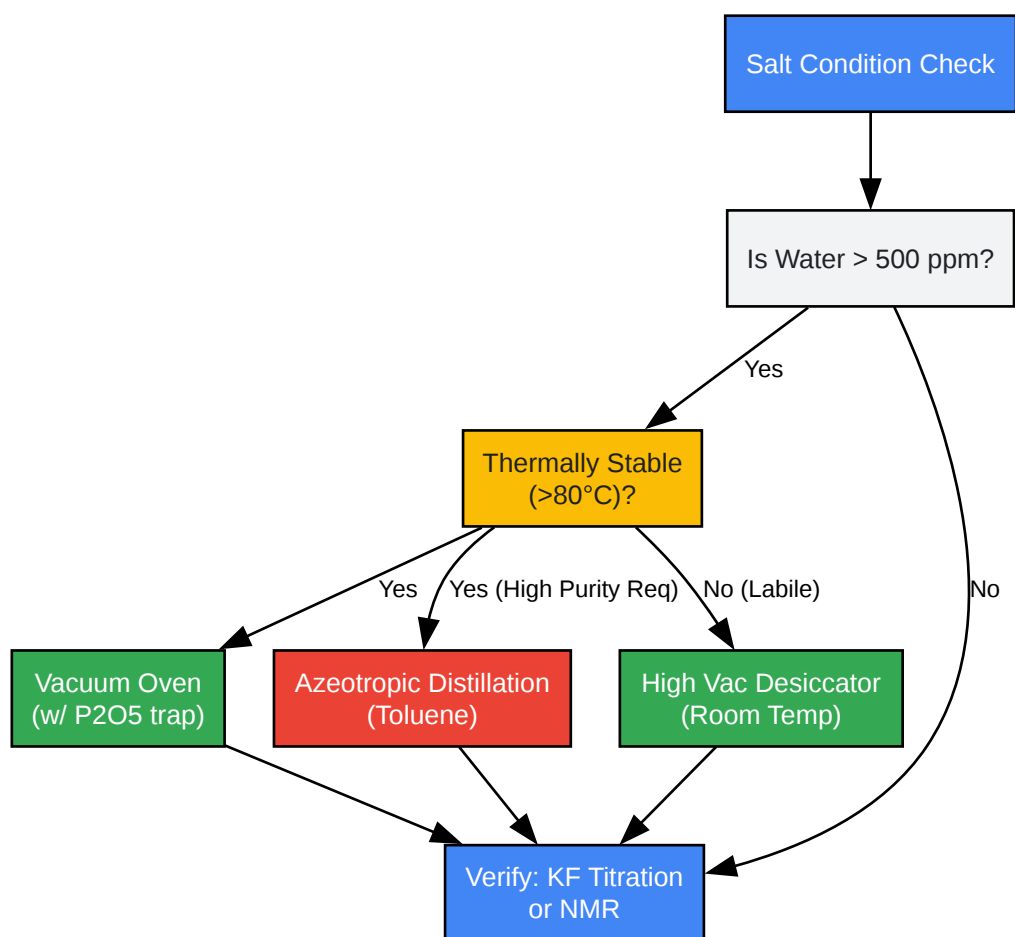 Salt Condition Check
Is Water > 500 ppm?
Yes
Thermally Stable
(>80°C)?
Yes
Yes (High Purity Req)
No (Labile)
No
Vacuum Oven
(w/ P2O5 trap)
Azeotropic Distillation
(Toluene)
High Vac Desiccator
(Room Temp)
Verify: KF Titration
or NMR